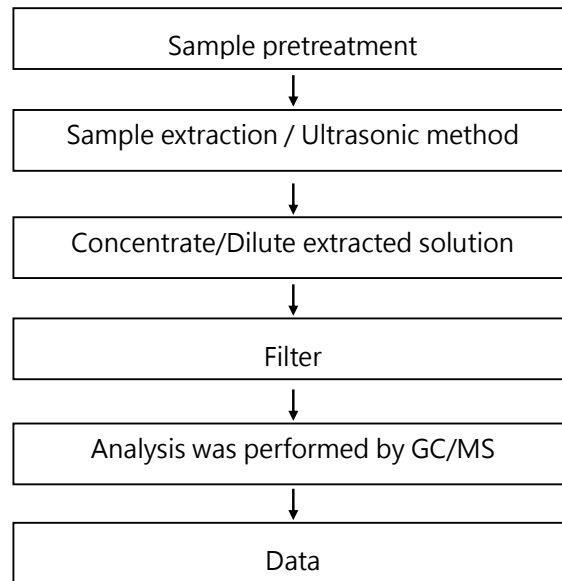 Sample pretreatment
Sample extraction / Ultrasonic method
Concentrate/Dilute extracted solution
Filter
Analysis was performed by GC/MS
Data